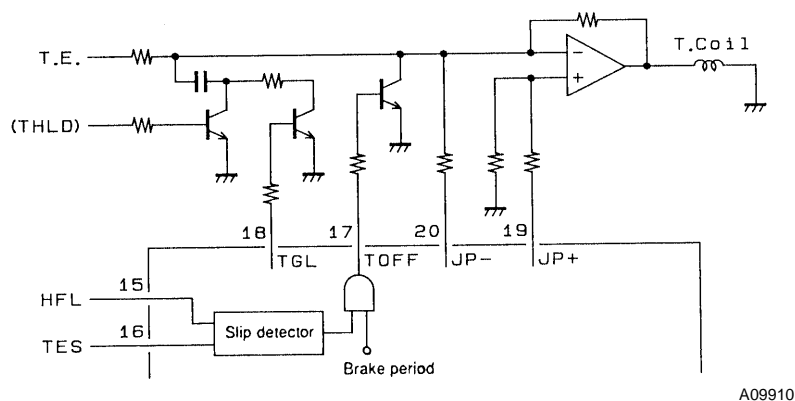 T.E.
T.Coil
−
+
(THLD)
18
17
20
19
TGL
TOFF
JP−
JP+
HFL
15
TES
16
Slip detector
Brake period
A09910